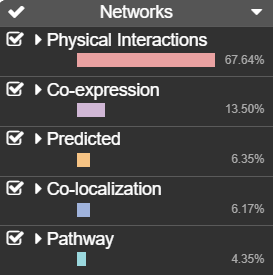 Networks
Physical Interactions
67.64%
Co-expression
13.50%
Predicted
6.35%
Co-localization
6.17%
Pathway
4.35%